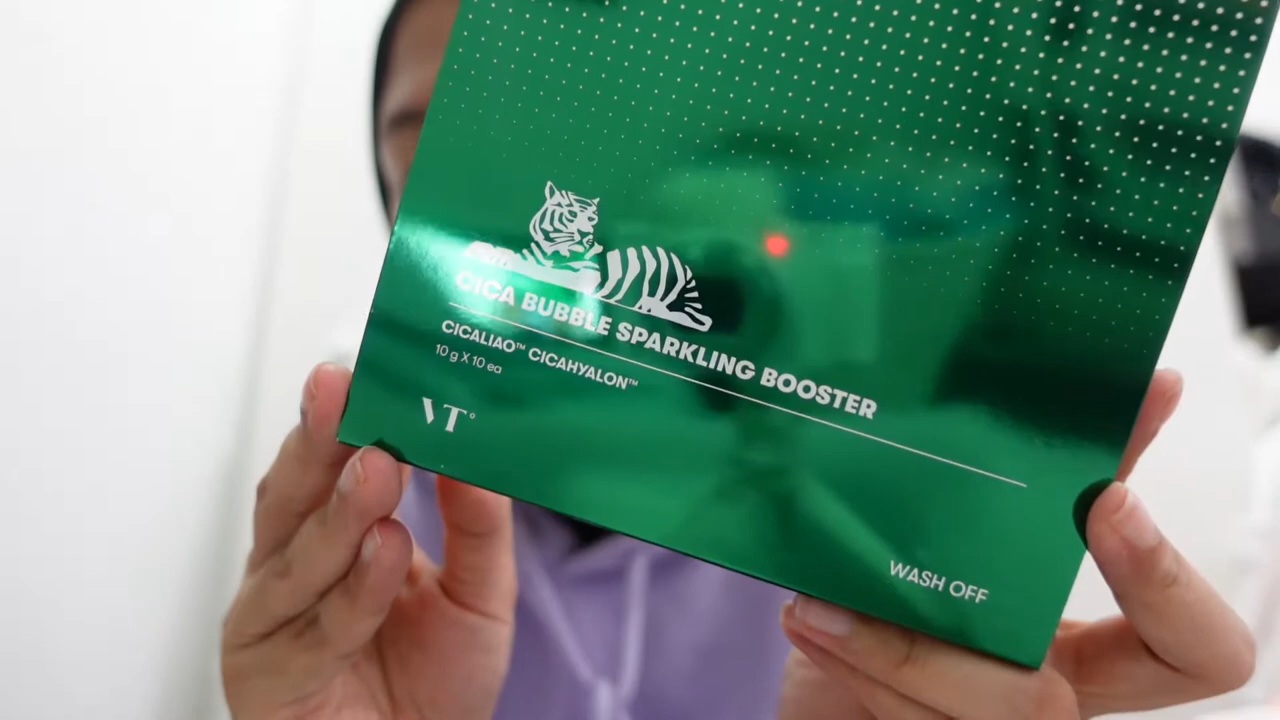 CICA BUBBLE SPARKLING BOOSTER
CICALIAO™ CICAHYALON™
10 g X 10 ea
VT°
WASH OFF